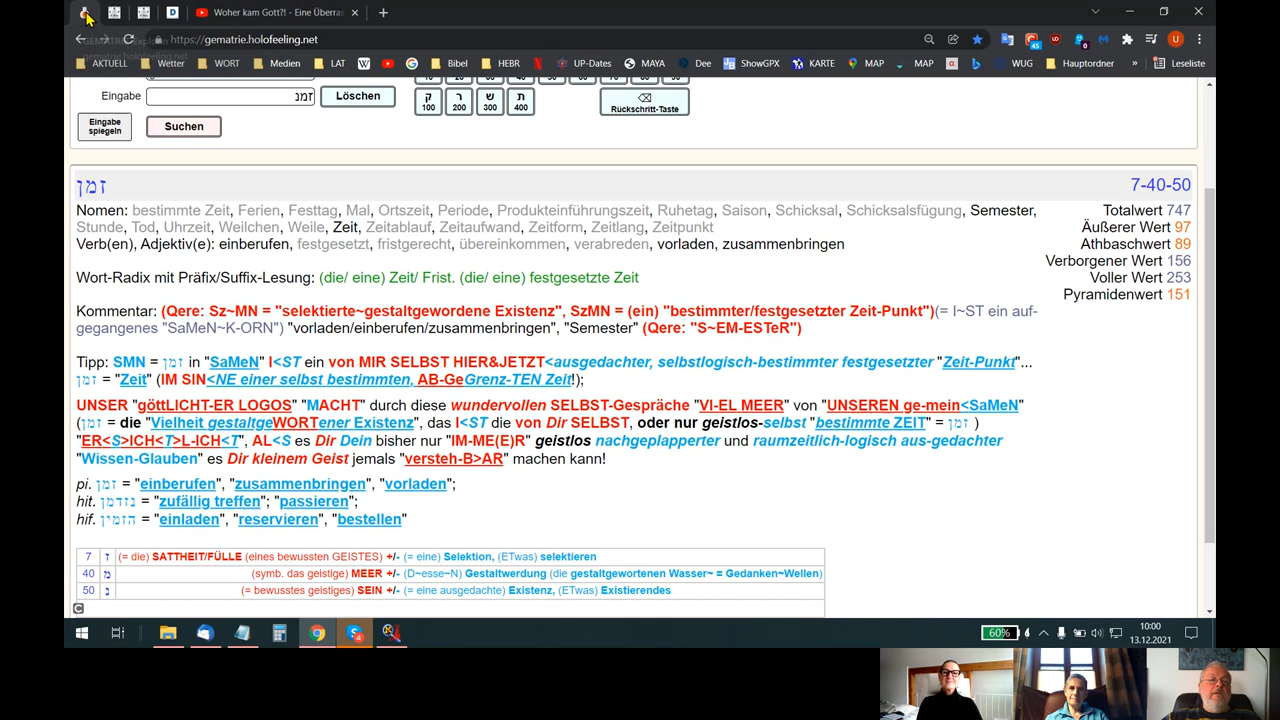 Woher kam Gott?! - Eine Überras
https://gematrie.holofeeling.net
AKTUELL Wetter WORT Medien LAT Bibel HEBR UP-Dates MAYA Dee ShowGPX KARTE MAP MAP WUG Hauptordner » Leseliste
Eingabe זמנ Löschen
ק 100 ר 200 ש 300 ת 400 Rückschritt-Taste
Eingabe spiegeln Suchen
זמן 7-40-50
Nomen: bestimmte Zeit, Ferien, Festtag, Mal, Ortszeit, Periode, Produkteinführungszeit, Ruhetag, Saison, Schicksal, Schicksalsfügung, Semester, Totalwert 747
Stunde, Tod, Uhrzeit, Weilchen, Weile, Zeit, Zeitablauf, Zeitaufwand, Zeitform, Zeitlang, Zeitpunkt Äußerer Wert 97
Verb(en), Adjektiv(e): einberufen, festgesetzt, fristgerecht, übereinkommen, verabreden, vorladen, zusammenbringen Athbaschwert 89
Verborgener Wert 156
Wort-Radix mit Präfix/Suffix-Lesung: (die/ eine) Zeit/ Frist. (die/ eine) festgesetzte Zeit Voller Wert 253
Pyramidenwert 151
Kommentar: (Qere: Sz~MN = "selektierte~gestaltgewordene Existenz", SzMN = (ein) "bestimmter/festgesetzter Zeit-Punkt")(= I~ST ein auf-
gegangenes "SaMeN~K-ORN") "vorladen/einberufen/zusammenbringen", "Semester" (Qere: "S~EM-ESTeR")
Tipp: SMN = זמן in "SaMeN" I<ST ein von MIR SELBST HIER&JETZT<ausgedachter, selbstlogisch-bestimmter festgesetzter "Zeit-Punkt"...
זמן = "Zeit" (IM SIN<NE einer selbst bestimmten, AB-GeGrenz-TEN Zeit!);
UNSER "göttLICHT-ER LOGOS" "MACHT" durch diese wundervollen SELBST-Gespräche "VI-EL MEER" von "UNSEREN ge-mein<SaMeN"
(זמן = die "Vielheit gestaltgeWORTener Existenz", das I<ST die von Dir SELBST, oder nur geistlos-selbst "bestimmte ZEIT" = זמן )
"ER<S>ICH<T>L-ICH<T", AL<S es Dir Dein bisher nur "IM-ME(E)R" geistlos nachgeplapperter und raumzeitlich-logisch aus-gedachter
"Wissen-Glauben" es Dir kleinem Geist jemals "versteh-B>AR" machen kann!
pi. זמן = "einberufen", "zusammenbringen", "vorladen";
hit. נזדמן = "zufällig treffen"; "passieren";
hif. הזמין = "einladen", "reservieren", "bestellen"
7 ז (= die) SATTHEIT/FÜLLE (eines bewussten GEISTES) +/- (= eine) Selektion, (ETwas) selektieren
40 מ (symb. das geistige) MEER +/- (D~esse~N) Gestaltwerdung (die gestaltgewordenen Wasser~ = Gedanken~Wellen)
50 נ (= bewusstes geistiges) SEIN +/- (= eine ausgedachte) Existenz, (ETwas) Existierendes
60% 10:00
13.12.2021